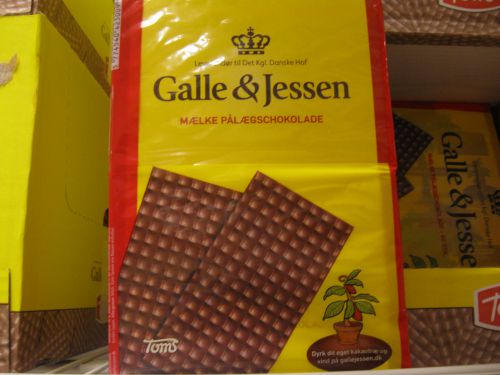 Leverandør til Det Kgl. Danske Hof
Galle & Jessen
MÆLKE PÅLÆGSCHOKOLADE
Toms
Dyrk dit eget kakaotræ og
vind på gallejessen.dk
Galle & Jessen